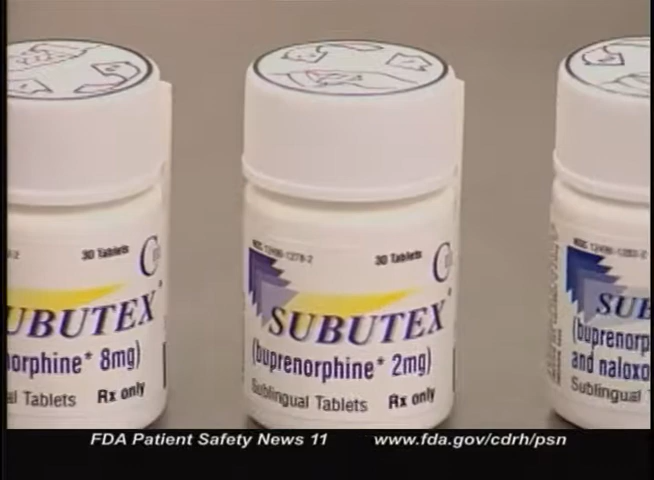 30 Tablets
UBUTEX
orphine* 8mg)
al Tablets Rx only
30 Tablets
SUBUTEX
(buprenorphine* 2mg)
Sublingual Tablets Rx only
SUB
(buprenorp
and naloxo
Sublingual
FDA Patient Safety News 11 www.fda.gov/cdrh/psn